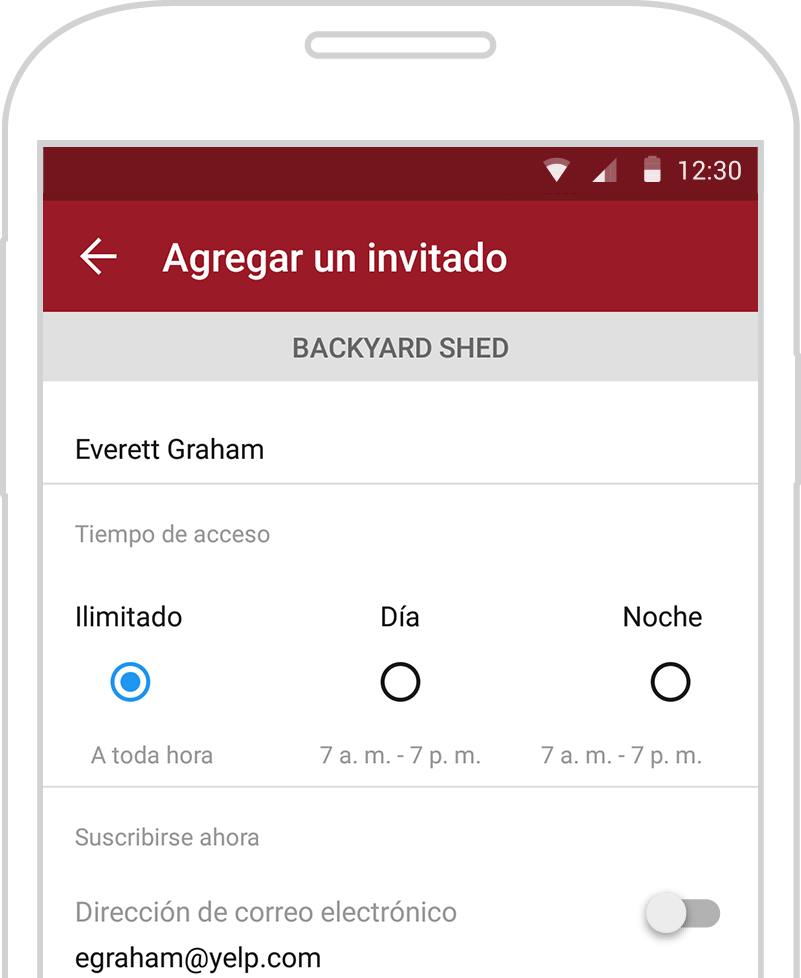 12:30
Agregar un invitado
BACKYARD SHED
Everett Graham
Tiempo de acceso
Ilimitado Día Noche
A toda hora 7 a. m. - 7 p. m. 7 a. m. - 7 p. m.
Suscribirse ahora
Dirección de correo electrónico
egraham@yelp.com